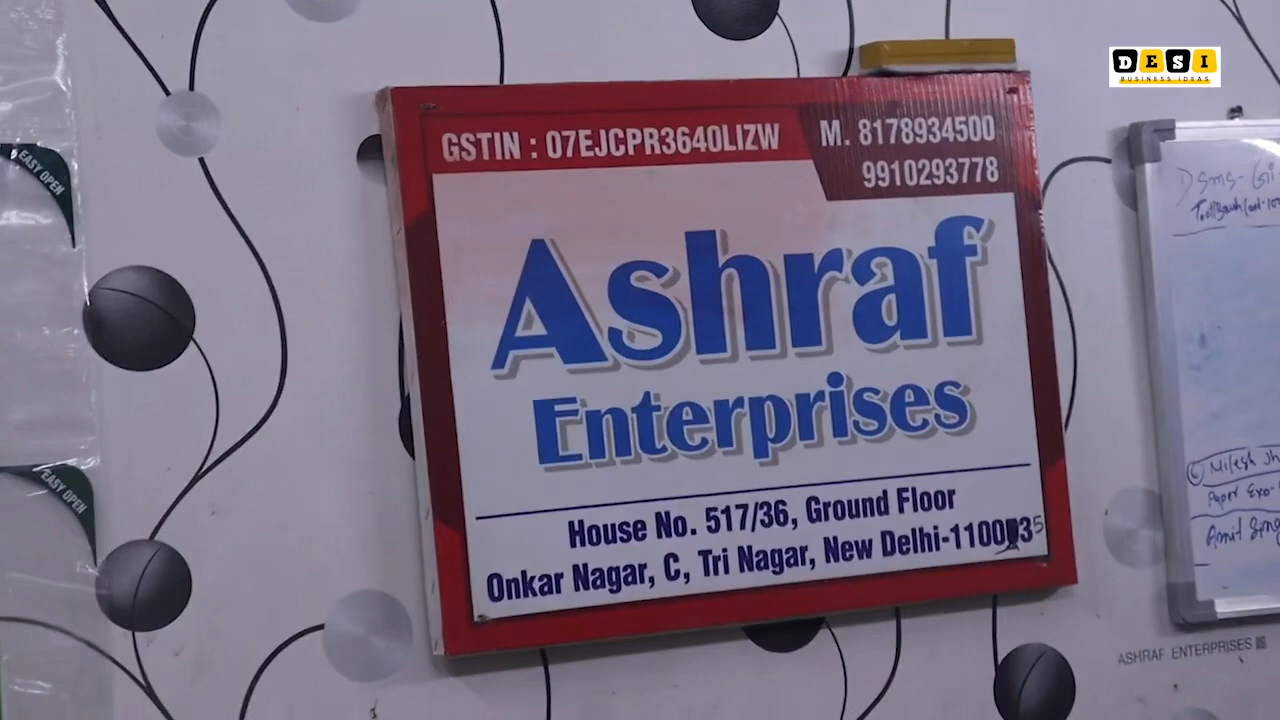 DESI
BUSINESS IDEAS
EASY OPEN
GSTIN : 07EJCPR3640LIZW
M. 8178934500
9910293778
Ashraf
Enterprises
House No. 517/36, Ground Floor
Onkar Nagar, C, Tri Nagar, New Delhi-110035
EASY OPEN
ASHRAF ENTERPRISES